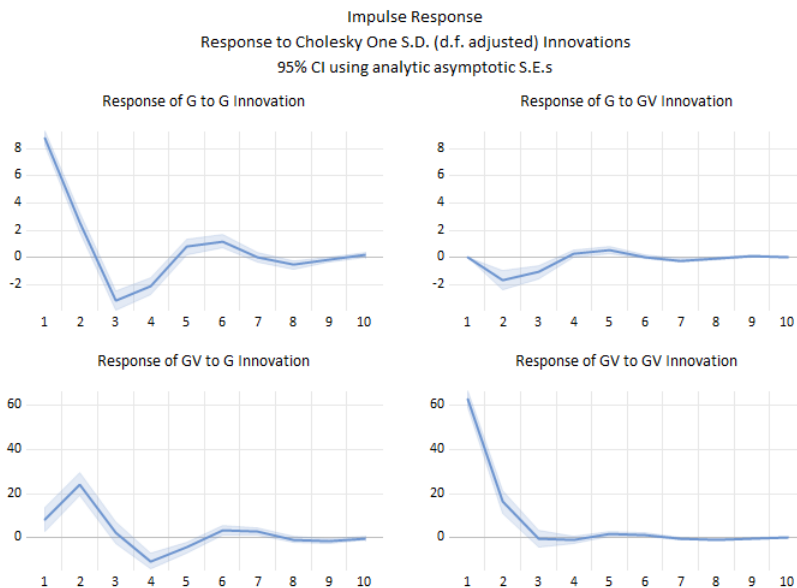 Impulse Response
Response to Cholesky One S.D. (d.f. adjusted) Innovations
95% CI using analytic asymptotic S.E.s
Response of G to G Innovation
8
6
4
2
0
-2
1 2 3 4 5 6 7 8 9 10
Response of G to GV Innovation
8
6
4
2
0
-2
1 2 3 4 5 6 7 8 9 10
Response of GV to G Innovation
60
40
20
0
1 2 3 4 5 6 7 8 9 10
Response of GV to GV Innovation
60
40
20
0
1 2 3 4 5 6 7 8 9 10